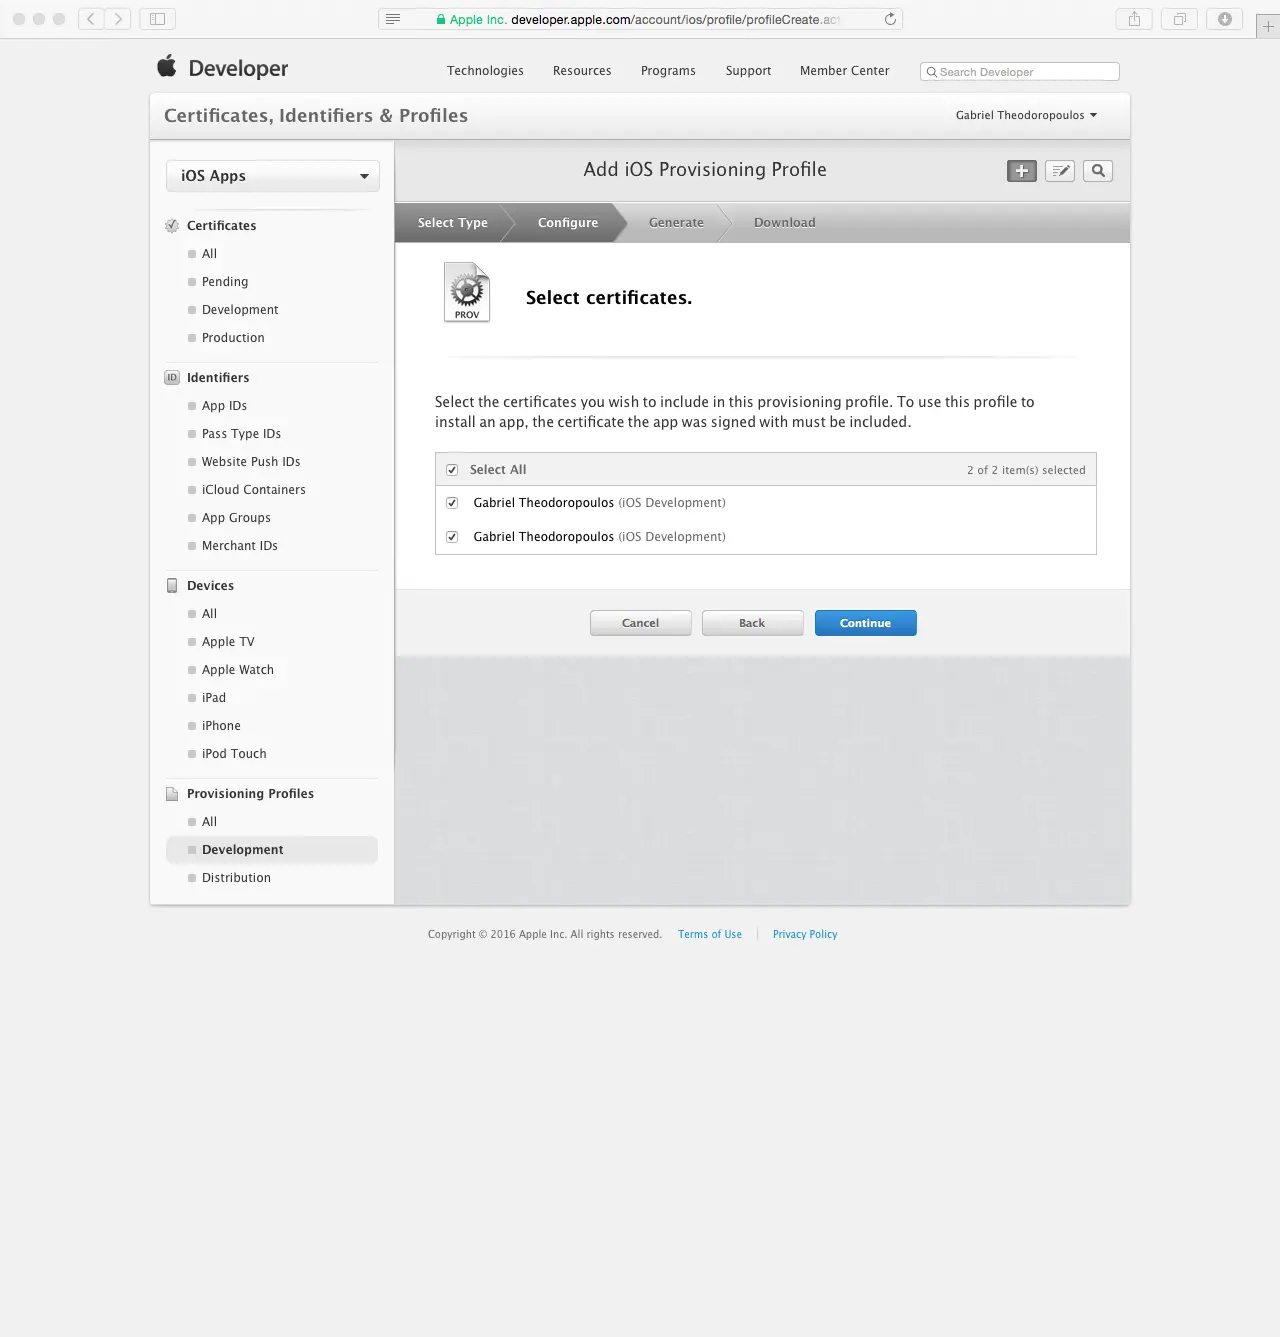 Apple Inc. developer.apple.com/account/ios/profile/profileCreate.ac
Developer
Technologies Resources Programs Support Member Center Search Developer
Certificates, Identifiers & Profiles
Gabriel Theodoropoulos
iOS Apps
Certificates
All
Pending
Development
Production
ID Identifiers
App IDs
Pass Type IDs
Website Push IDs
iCloud Containers
App Groups
Merchant IDs
Devices
All
Apple TV
Apple Watch
iPad
iPhone
iPod Touch
Provisioning Profiles
All
Development
Distribution
Add iOS Provisioning Profile
Select Type Configure Generate Download
PROV
Select certificates.
Select the certificates you wish to include in this provisioning profile. To use this profile to
install an app, the certificate the app was signed with must be included.
Select All 2 of 2 item(s) selected
Gabriel Theodoropoulos (iOS Development)
Gabriel Theodoropoulos (iOS Development)
Cancel Back Continue
Copyright © 2016 Apple Inc. All rights reserved. Terms of Use Privacy Policy